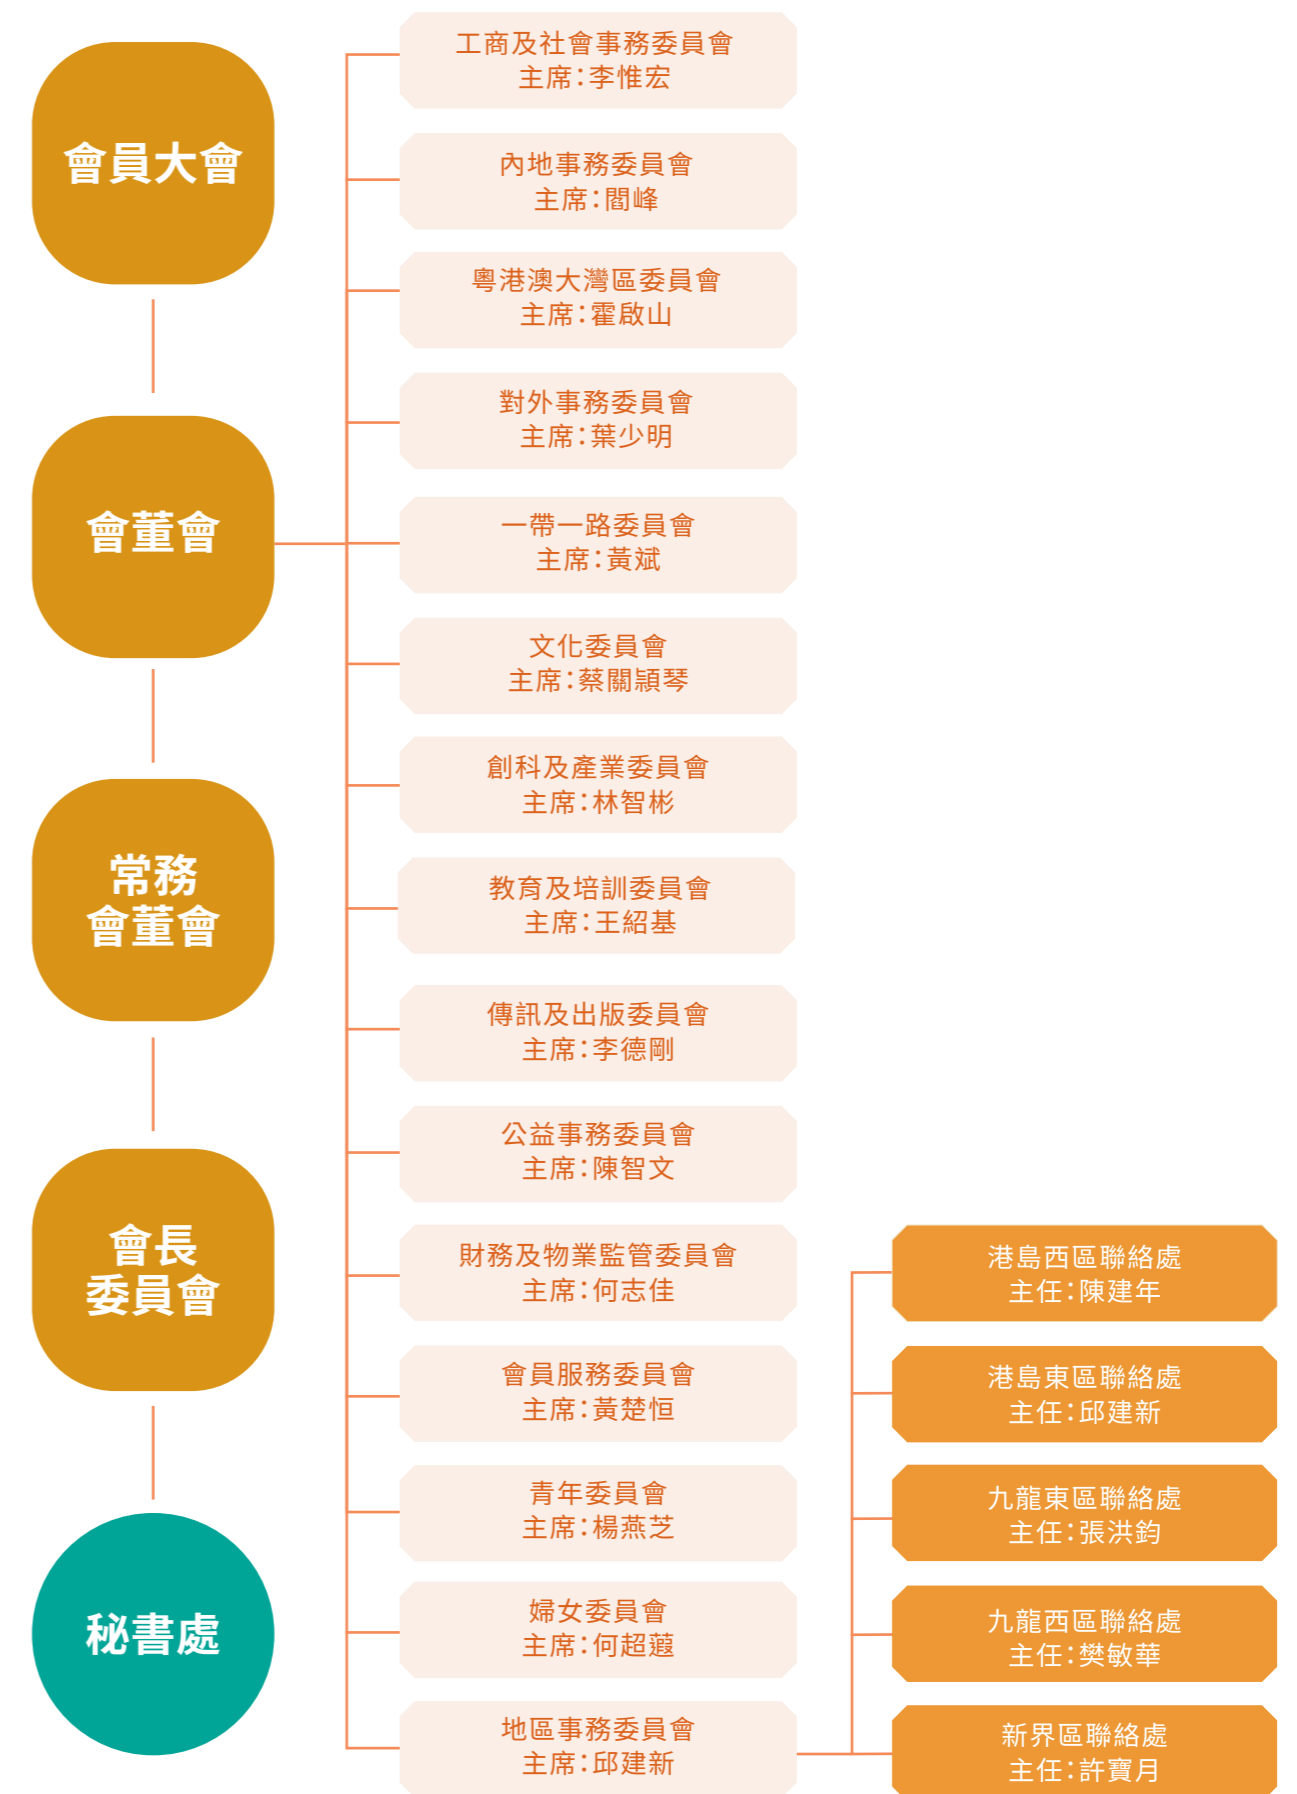 會員大會
會董會
常務
會董會
會長
委員會
秘書處
工商及社會事務委員會
主席：李惟宏
內地事務委員會
主席：閻峰
粵港澳大灣區委員會
主席：霍啟山
對外事務委員會
主席：葉少明
一帶一路委員會
主席：黃斌
文化委員會
主席：蔡關頴琴
創科及產業委員會
主席：林智彬
教育及培訓委員會
主席：王紹基
傳訊及出版委員會
主席：李德剛
公益事務委員會
主席：陳智文
財務及物業監管委員會
主席：何志佳
會員服務委員會
主席：黃楚恒
青年委員會
主席：楊燕芝
婦女委員會
主席：何超蕸
地區事務委員會
主席：邱建新
港島西區聯絡處
主任：陳建年
港島東區聯絡處
主任：邱建新
九龍東區聯絡處
主任：張洪鈞
九龍西區聯絡處
主任：樊敏華
新界區聯絡處
主任：許寶月